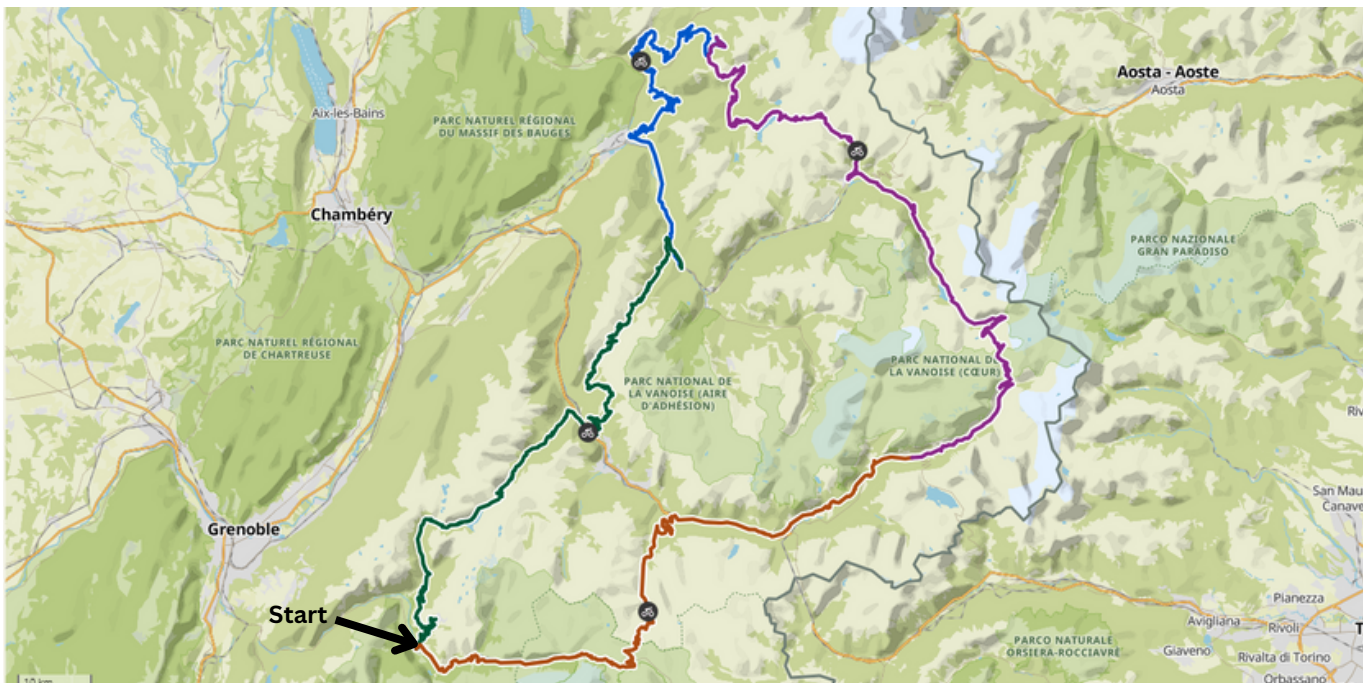 Aosta - Aoste
Aosta
Aix-les-Bains
PARC NATUREL RÉGIONAL
DU MASSIF DES BAUGES
Chambéry
PARCO NAZIONALE
GRAN PARADISO
PARC NATUREL RÉGIONAL
DE CHARTREUSE
PARC NATIONAL DE
LA VANOISE (CŒUR)
PARC NATIONAL DE
LA VANOISE (AIRE
D'ADHÉSION)
Riv
San Mau
Canave
Grenoble
Start
Pianezza
Avigliana
Rivoli
T
PARCO NATURALE
ORSIERA-ROCCIAVRÈ
Giaveno
Rivalta di Torino
Orbassano
10 km